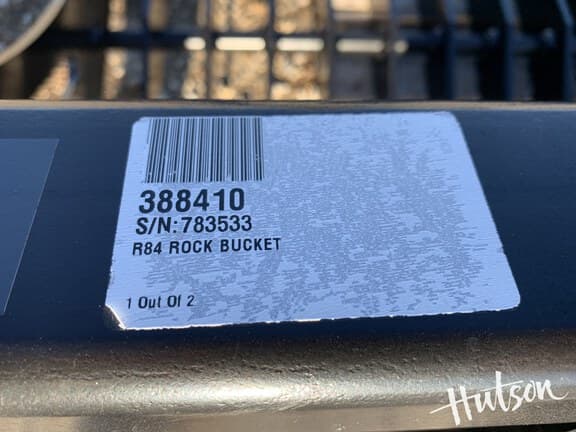 388410
S/N:783533
R84 ROCK BUCKET
1 Out Of 2
Hutson